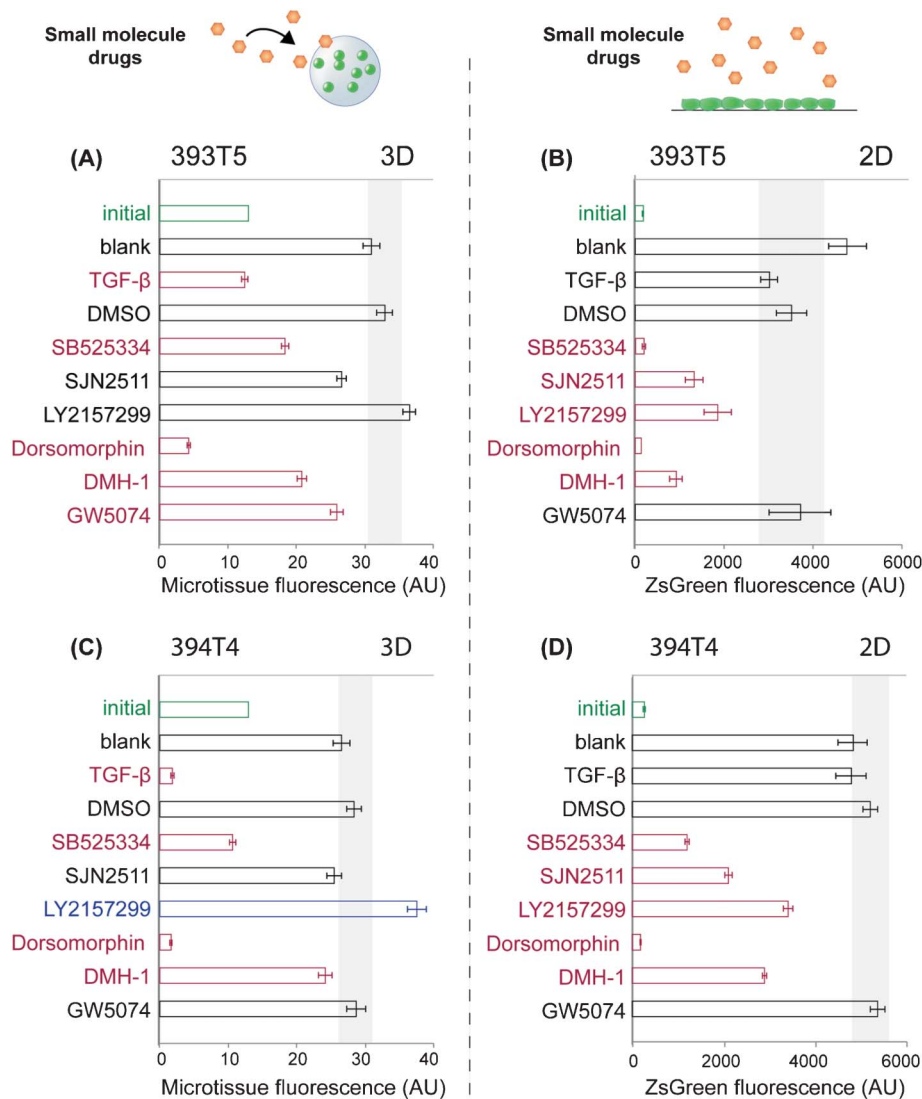 Small molecule
drugs
Small molecule
drugs
(A) 393T5 3D
initial
blank
TGF-β
DMSO
SB525334
SJN2511
LY2157299
Dorsomorphin
DMH-1
GW5074
0 10 20 30 40
Microtissue fluorescence (AU)
(B) 393T5 2D
initial
blank
TGF-β
DMSO
SB525334
SJN2511
LY2157299
Dorsomorphin
DMH-1
GW5074
0 2000 4000 6000
ZsGreen fluorescence (AU)
(C) 394T4 3D
initial
blank
TGF-β
DMSO
SB525334
SJN2511
LY2157299
Dorsomorphin
DMH-1
GW5074
0 10 20 30 40
Microtissue fluorescence (AU)
(D) 394T4 2D
initial
blank
TGF-β
DMSO
SB525334
SJN2511
LY2157299
Dorsomorphin
DMH-1
GW5074
0 2000 4000 6000
ZsGreen fluorescence (AU)